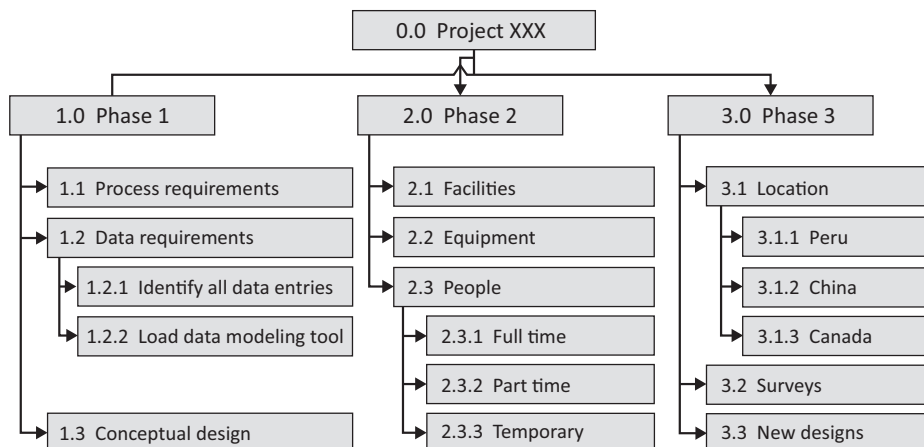 0.0 Project XXX
1.0 Phase 1
1.1 Process requirements
1.2 Data requirements
1.2.1 Identify all data entries
1.2.2 Load data modeling tool
1.3 Conceptual design
2.0 Phase 2
2.1 Facilities
2.2 Equipment
2.3 People
2.3.1 Full time
2.3.2 Part time
2.3.3 Temporary
3.0 Phase 3
3.1 Location
3.1.1 Peru
3.1.2 China
3.1.3 Canada
3.2 Surveys
3.3 New designs